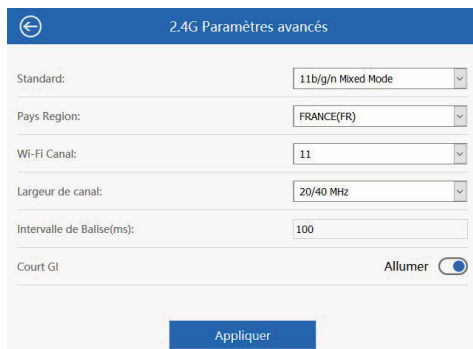 2.4G Paramètres avancés
Standard: 11b/g/n Mixed Mode
Pays Region: FRANCE(FR)
Wi-Fi Canal: 11
Largeur de canal: 20/40 MHz
Intervalle de Balise(ms): 100
Court GI Allumer
Appliquer